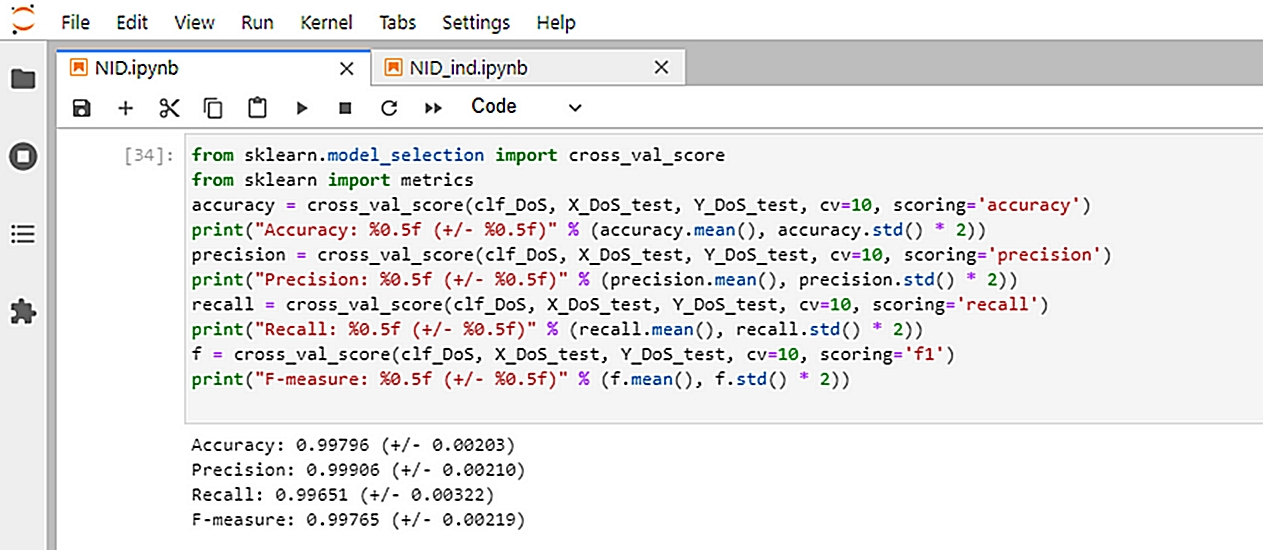 File Edit View Run Kernel Tabs Settings Help
NID.ipynb NID_ind.ipynb
Code
[34]: from sklearn.model_selection import cross_val_score
from sklearn import metrics
accuracy = cross_val_score(clf_DoS, X_DoS_test, Y_DoS_test, cv=10, scoring='accuracy')
print("Accuracy: %0.5f (+/- %0.5f)" % (accuracy.mean(), accuracy.std() * 2))
precision = cross_val_score(clf_DoS, X_DoS_test, Y_DoS_test, cv=10, scoring='precision')
print("Precision: %0.5f (+/- %0.5f)" % (precision.mean(), precision.std() * 2))
recall = cross_val_score(clf_DoS, X_DoS_test, Y_DoS_test, cv=10, scoring='recall')
print("Recall: %0.5f (+/- %0.5f)" % (recall.mean(), recall.std() * 2))
f = cross_val_score(clf_DoS, X_DoS_test, Y_DoS_test, cv=10, scoring='f1')
print("F-measure: %0.5f (+/- %0.5f)" % (f.mean(), f.std() * 2))
Accuracy: 0.99796 (+/- 0.00203)
Precision: 0.99906 (+/- 0.00210)
Recall: 0.99651 (+/- 0.00322)
F-measure: 0.99765 (+/- 0.00219)